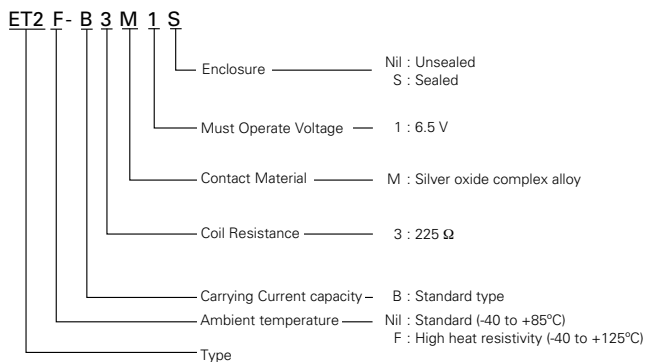 ET2 F- B 3 M 1 S
Enclosure
Nil : Unsealed
S : Sealed
Must Operate Voltage
1 : 6.5 V
Contact Material
M : Silver oxide complex alloy
Coil Resistance
3 : 225 Ω
Carrying Current capacity
B : Standard type
Ambient temperature
Nil : Standard (-40 to +85ºC)
F : High heat resistivity (-40 to +125ºC)
Type